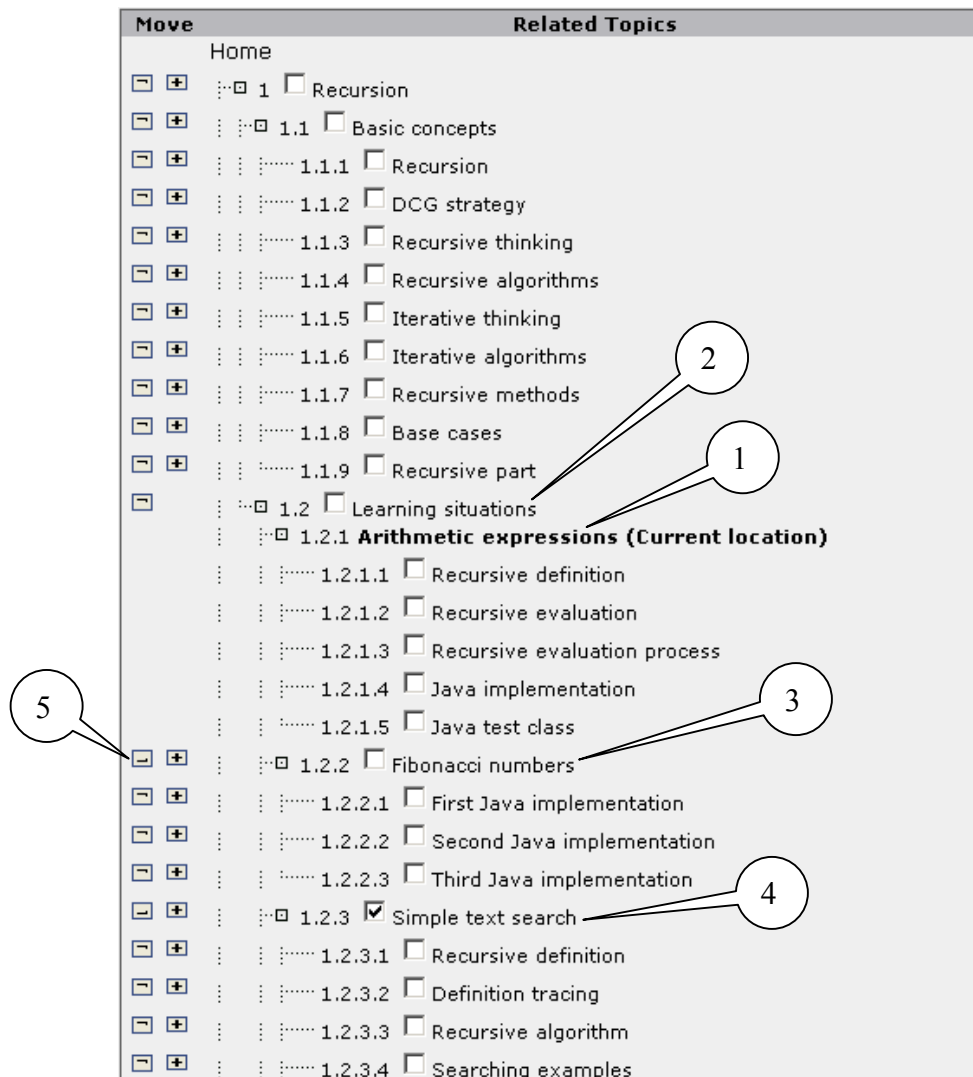 Move Related Topics
Home
1 Recursion
1.1 Basic concepts
1.1.1 Recursion
1.1.2 DCG strategy
1.1.3 Recursive thinking
1.1.4 Recursive algorithms
1.1.5 Iterative thinking
1.1.6 Iterative algorithms
2
1.1.7 Recursive methods
1.1.8 Base cases
1
1.1.9 Recursive part
1.2 Learning situations
1.2.1 Arithmetic expressions (Current location)
1.2.1.1 Recursive definition
1.2.1.2 Recursive evaluation
1.2.1.3 Recursive evaluation process
1.2.1.4 Java implementation
5
3
1.2.1.5 Java test class
1.2.2 Fibonacci numbers
1.2.2.1 First Java implementation
1.2.2.2 Second Java implementation
1.2.2.3 Third Java implementation
4
1.2.3 Simple text search
1.2.3.1 Recursive definition
1.2.3.2 Definition tracing
1.2.3.3 Recursive algorithm
1.2.3.4 Searching examples